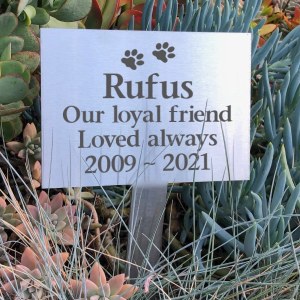 Rufus
Our loyal friend
Loved always
2009 ~ 2021